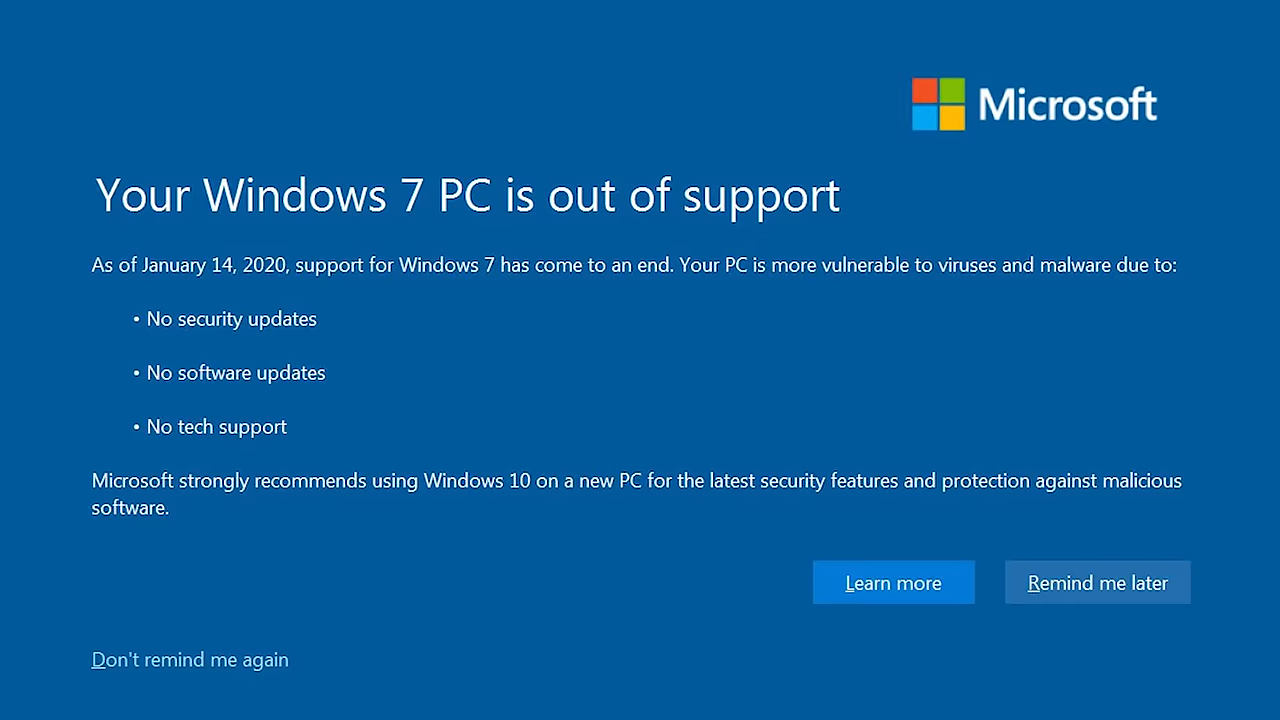 Microsoft
Your Windows 7 PC is out of support
As of January 14, 2020, support for Windows 7 has come to an end. Your PC is more vulnerable to viruses and malware due to:
• No security updates
• No software updates
• No tech support
Microsoft strongly recommends using Windows 10 on a new PC for the latest security features and protection against malicious
software.
Learn more
Remind me later
Don't remind me again